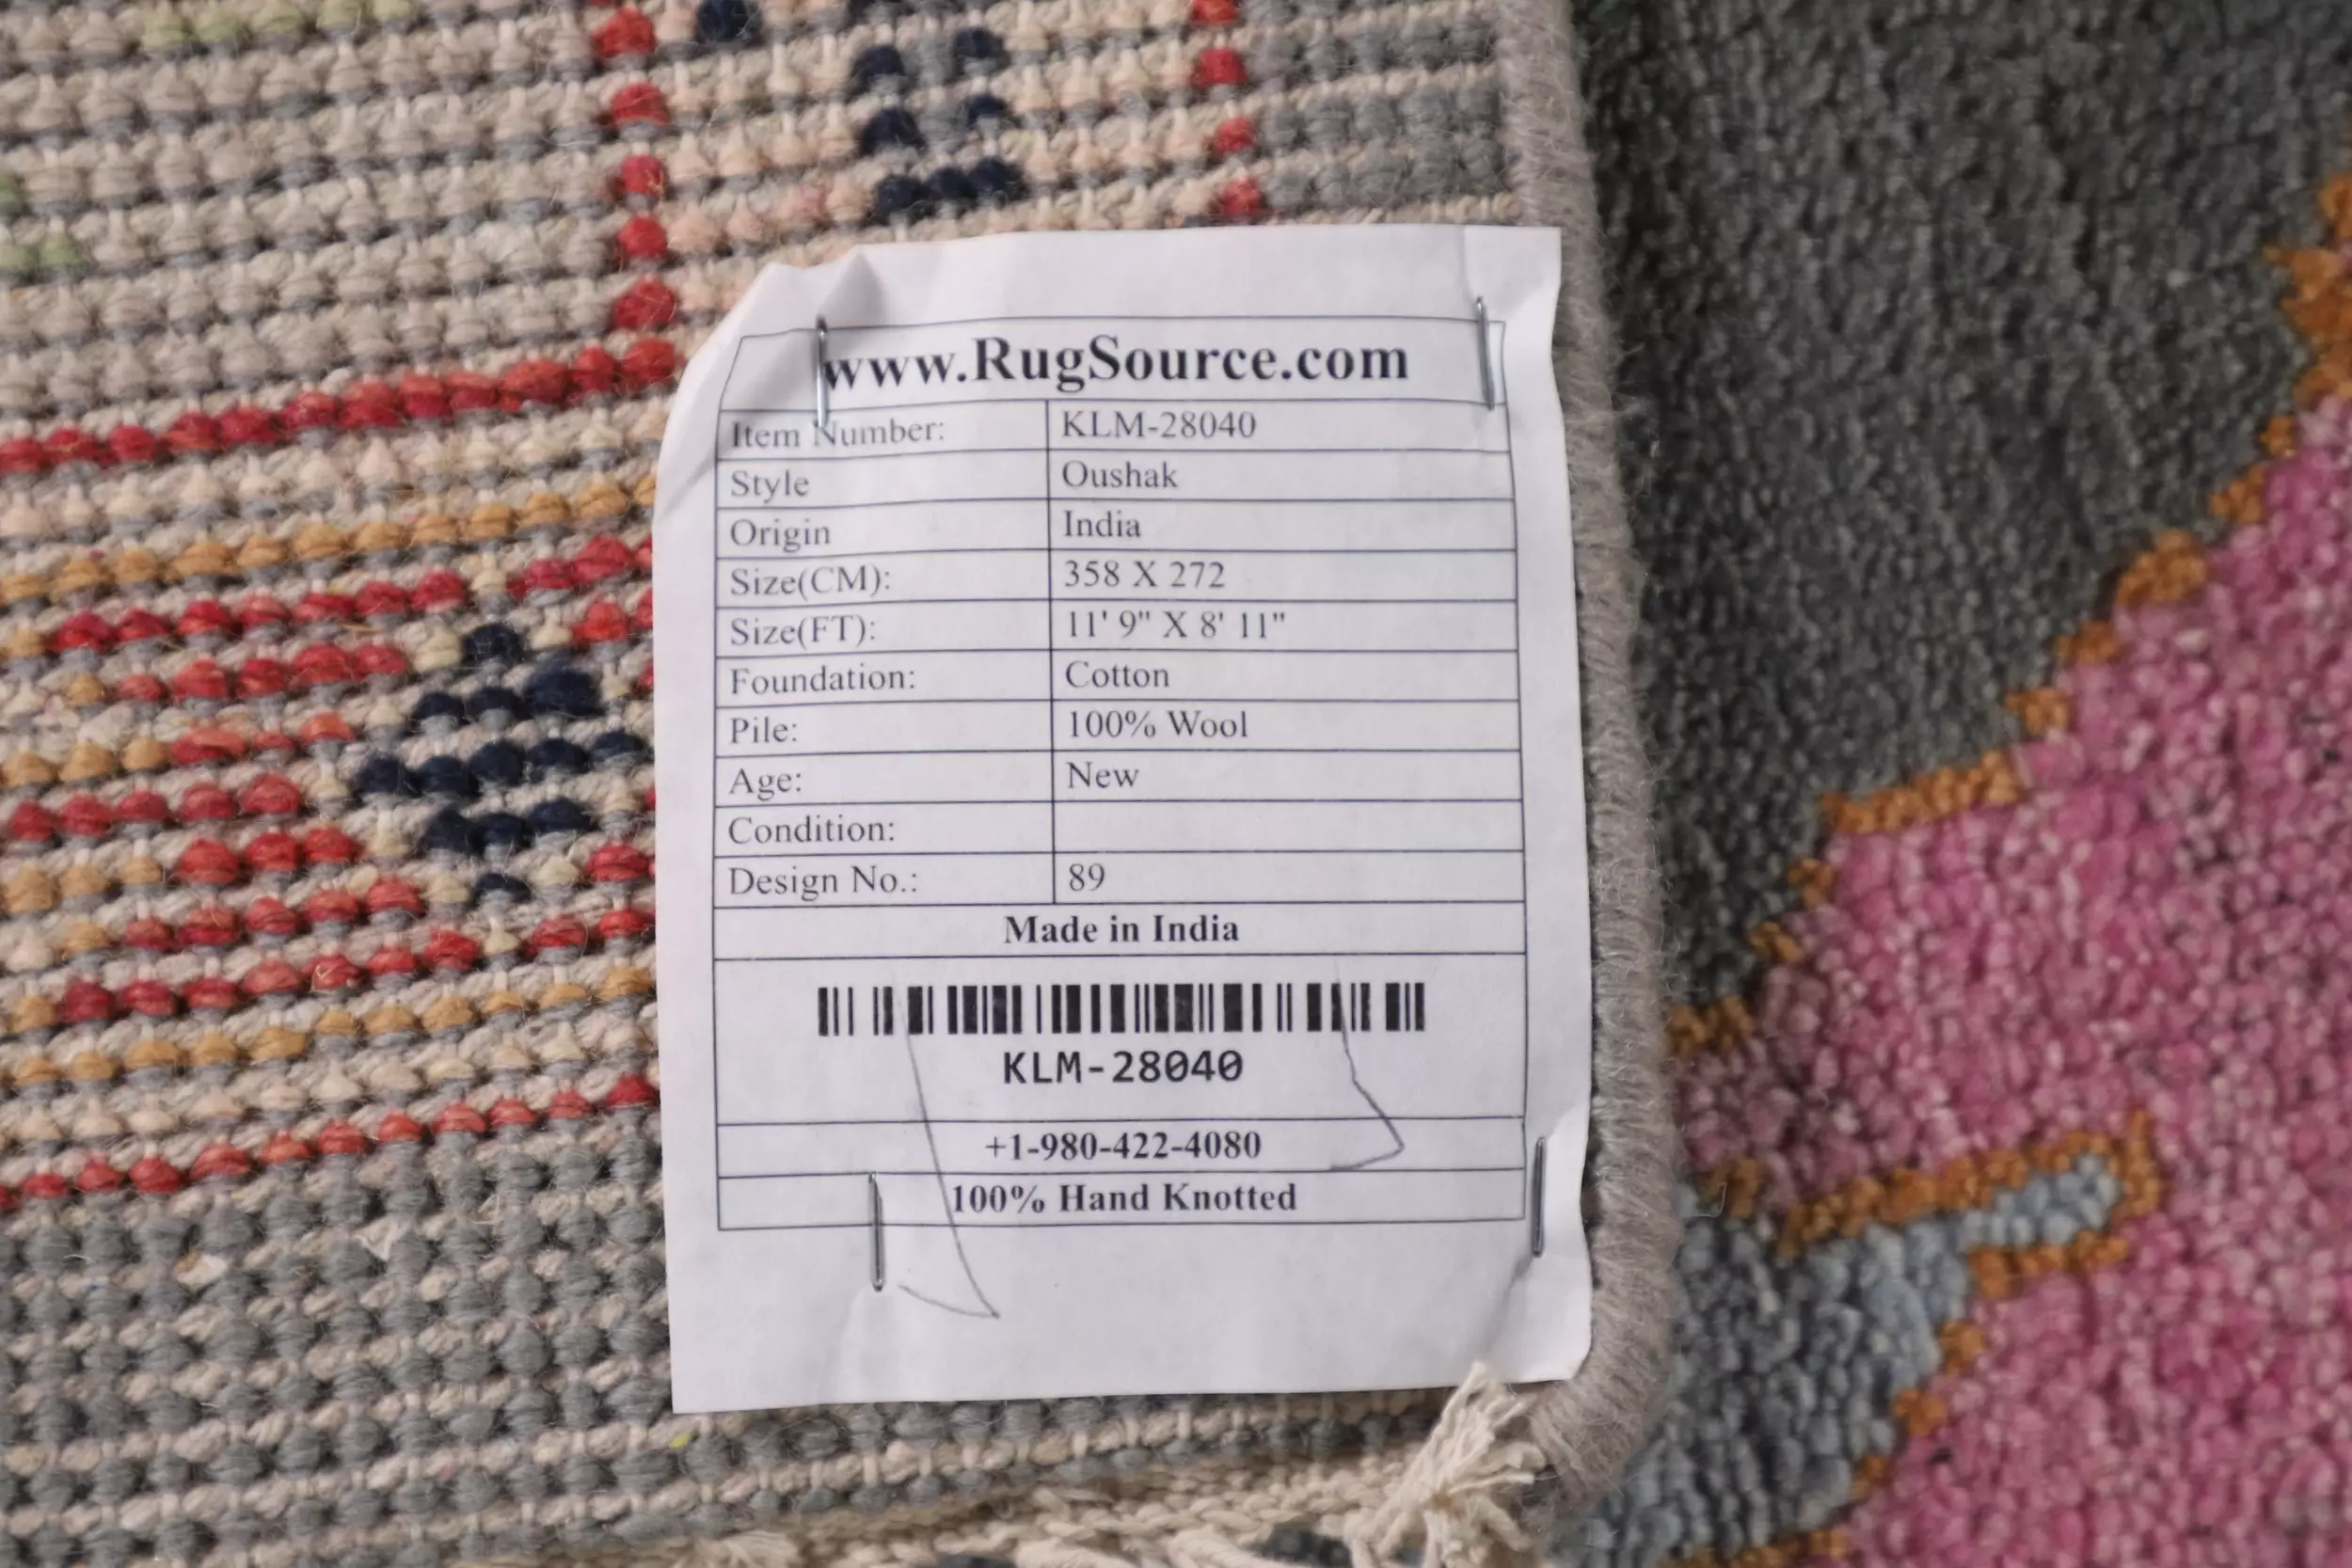 www.RugSource.com
Item Number: KLM-28040
Style Oushak
Origin India
Size(CM): 358 X 272
Size(FT): 11' 9" X 8' 11"
Foundation: Cotton
Pile: 100% Wool
Age: New
Condition:
Design No.: 89
Made in India
KLM-28040
+1-980-422-4080
100% Hand Knotted